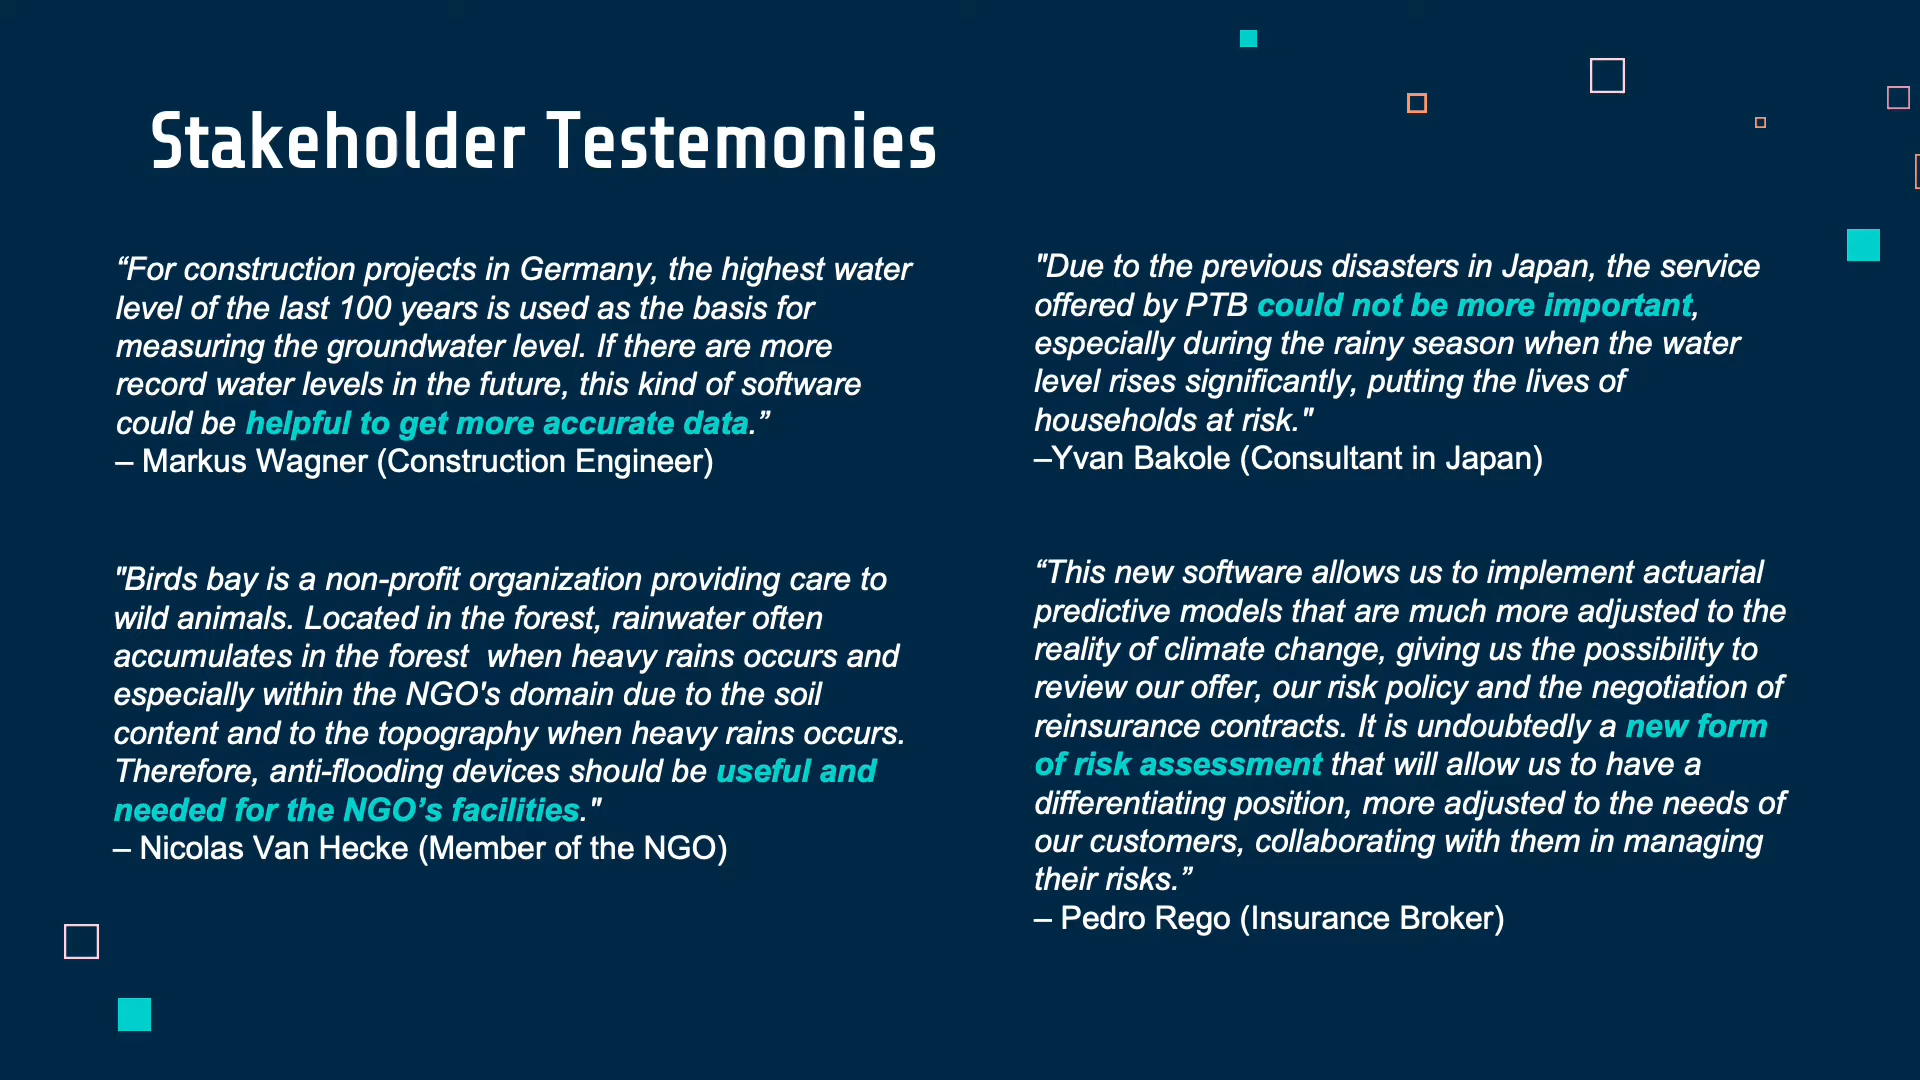 Stakeholder Testemonies
“For construction projects in Germany, the highest water
level of the last 100 years is used as the basis for
measuring the groundwater level. If there are more
record water levels in the future, this kind of software
could be helpful to get more accurate data.”
– Markus Wagner (Construction Engineer)
"Birds bay is a non-profit organization providing care to
wild animals. Located in the forest, rainwater often
accumulates in the forest  when heavy rains occurs and
especially within the NGO's domain due to the soil
content and to the topography when heavy rains occurs.
Therefore, anti-flooding devices should be useful and
needed for the NGO’s facilities."
– Nicolas Van Hecke (Member of the NGO)
"Due to the previous disasters in Japan, the service
offered by PTB could not be more important,
especially during the rainy season when the water
level rises significantly, putting the lives of
households at risk."
–Yvan Bakole (Consultant in Japan)
“This new software allows us to implement actuarial
predictive models that are much more adjusted to the
reality of climate change, giving us the possibility to
review our offer, our risk policy and the negotiation of
reinsurance contracts. It is undoubtedly a new form
of risk assessment that will allow us to have a
differentiating position, more adjusted to the needs of
our customers, collaborating with them in managing
their risks.”
– Pedro Rego (Insurance Broker)